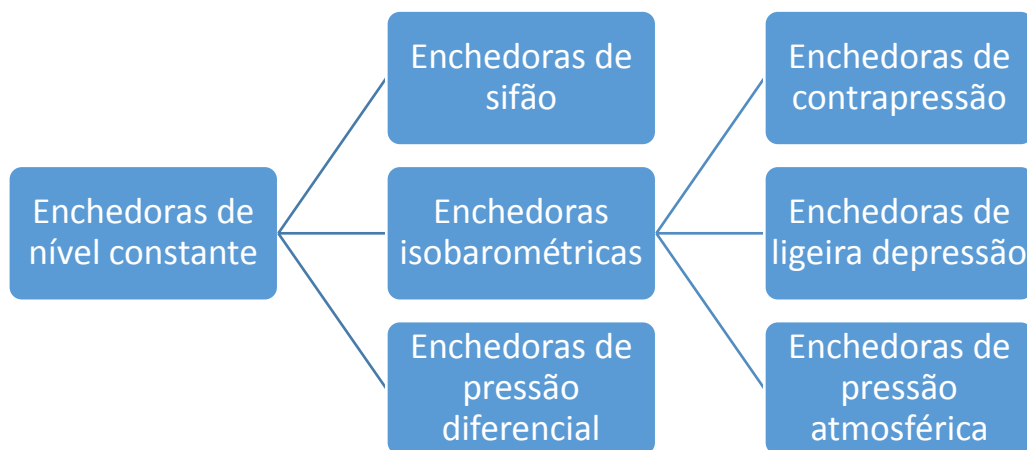 Enchedoras de
nível constante
Enchedoras de
sifão
Enchedoras
isobarométricas
Enchedoras de
pressão
diferencial
Enchedoras de
contrapressão
Enchedoras de
ligeira depressão
Enchedoras de
pressão
atmosférica